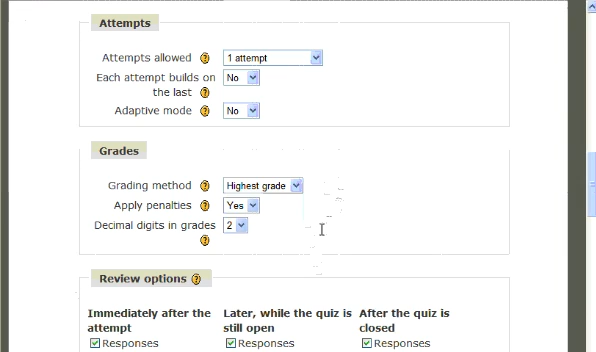 Attempts
Attempts allowed 1 attempt
Each attempt builds on No
the last
Adaptive mode No
Grades
Grading method Highest grade
Apply penalties Yes
Decimal digits in grades 2
Review options
Immediately after the Later, while the quiz is After the quiz is
attempt still open closed
Responses Responses Responses